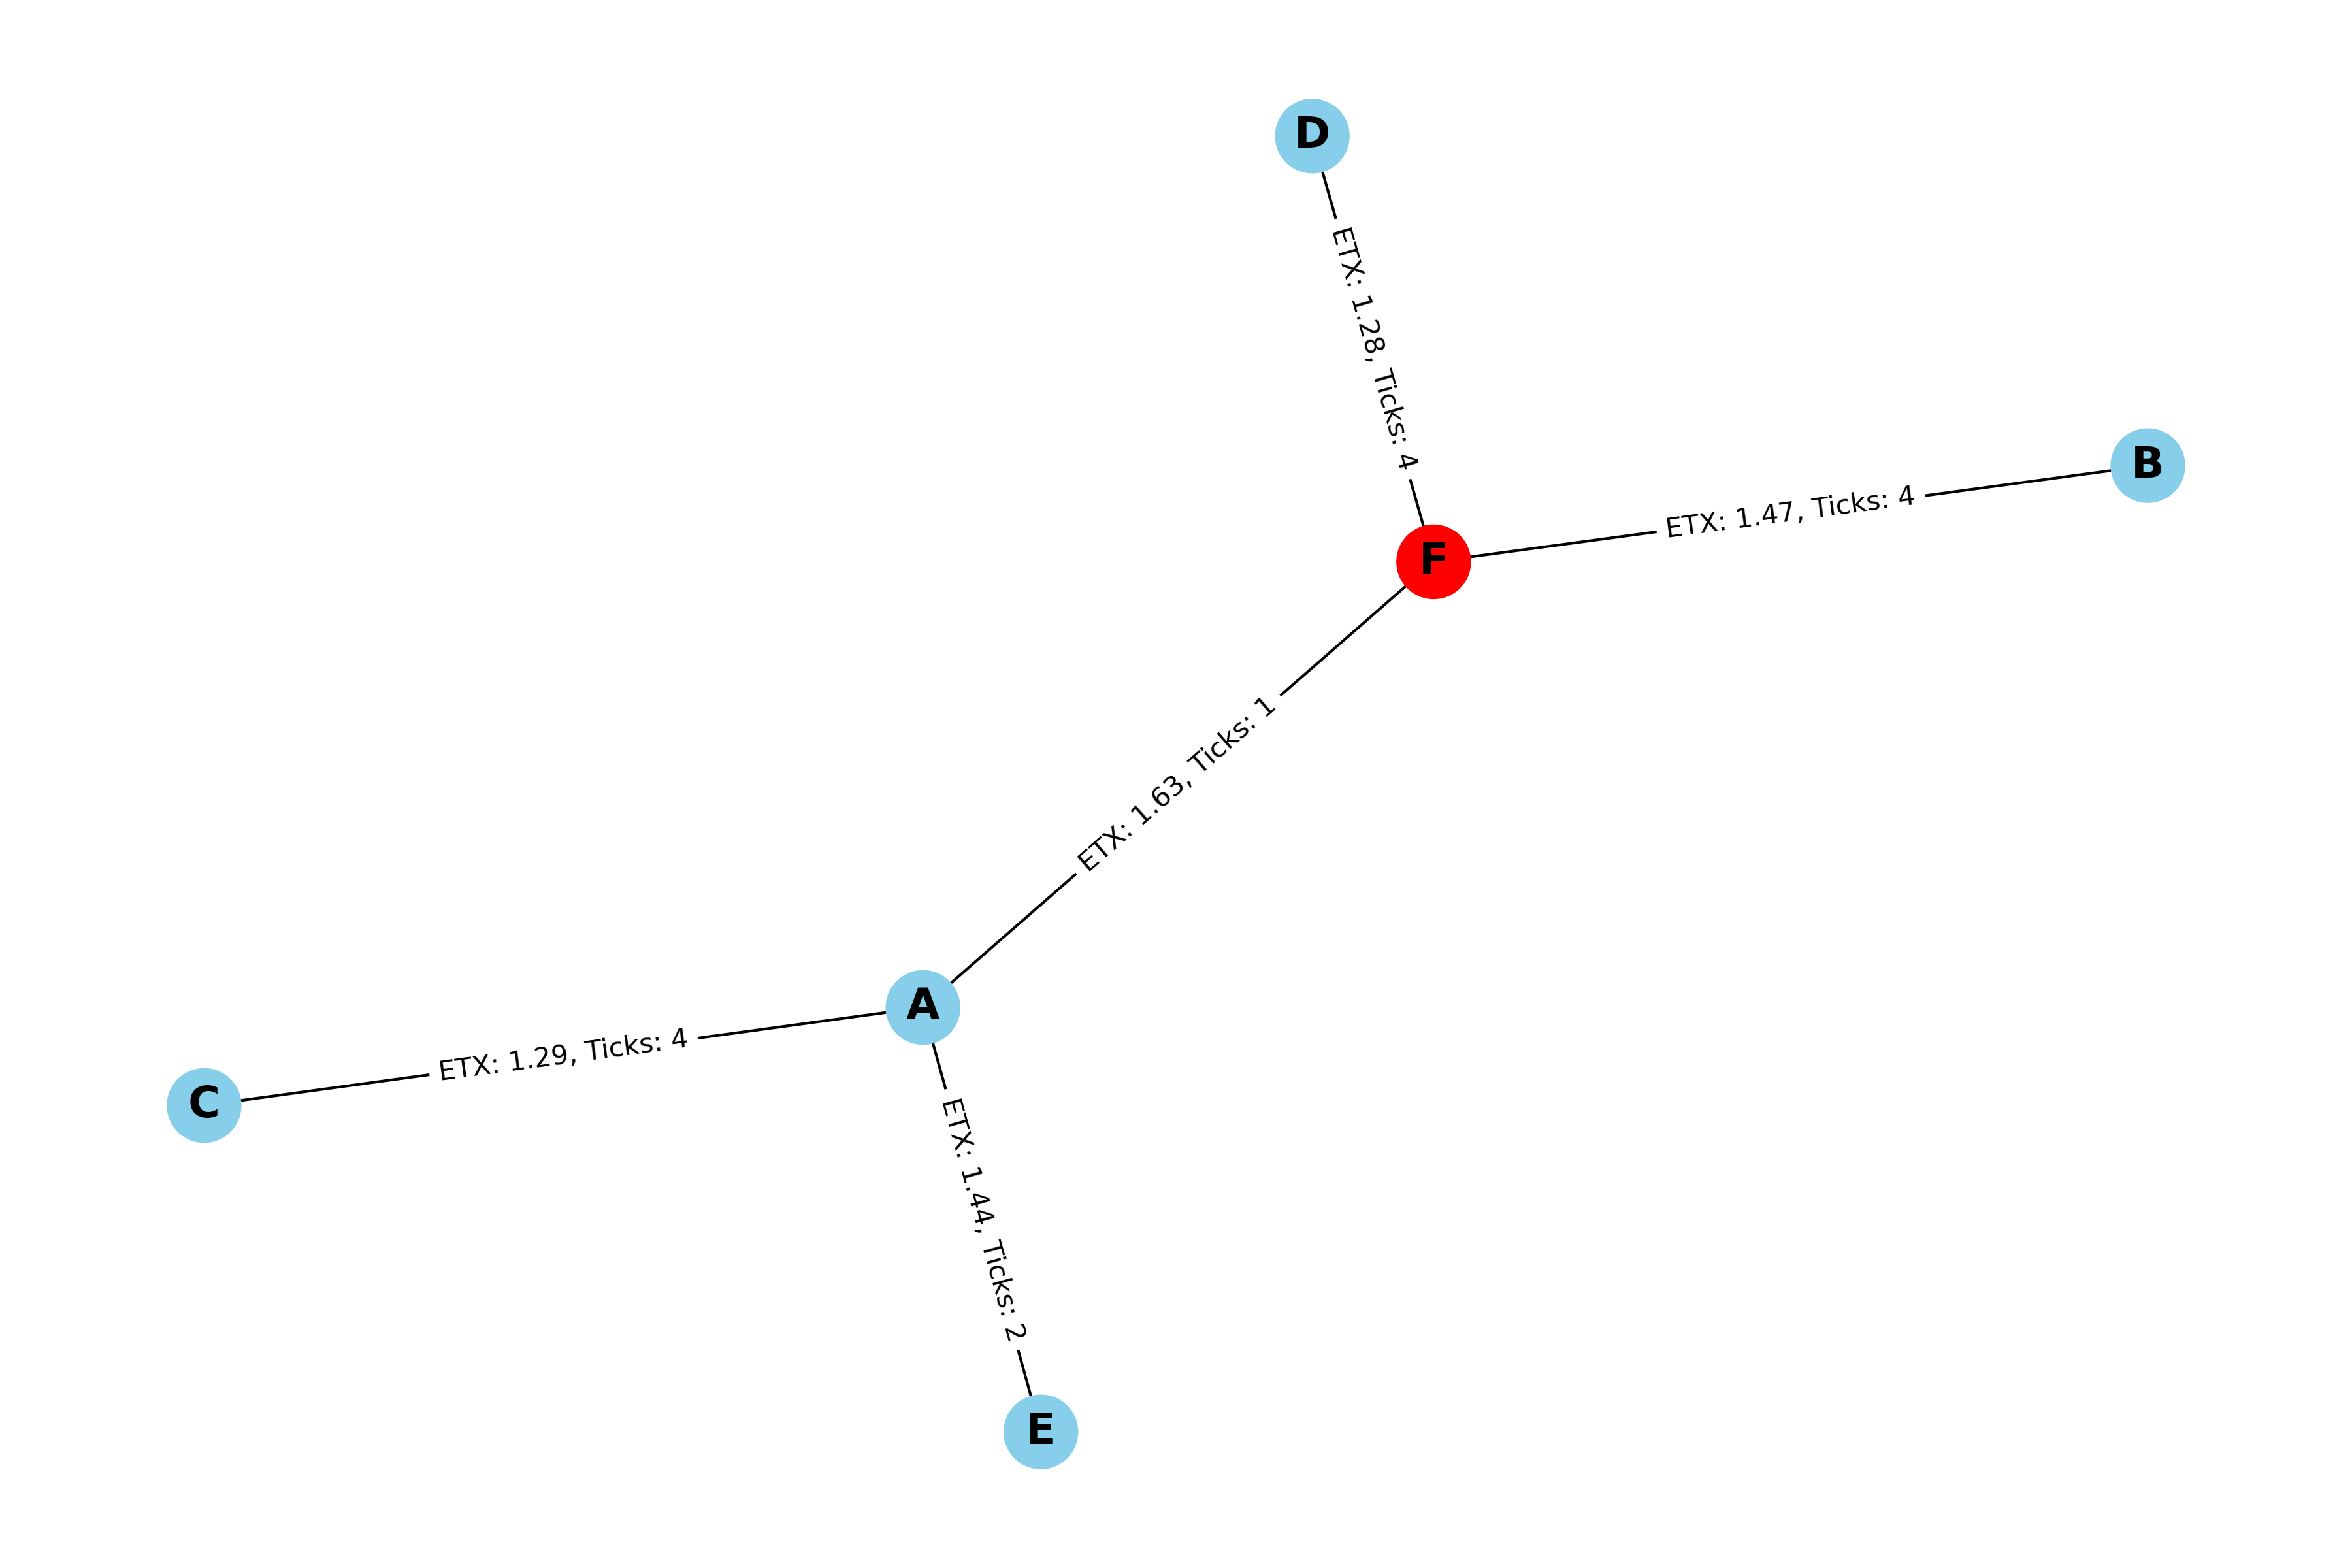 D
ETX: 1.28, Ticks: 4
B
ETX: 1.47, Ticks: 4
F
ETX: 1.63, Ticks: 1
A
ETX: 1.29, Ticks: 4
C
ETX: 1.44, Ticks: 2
E